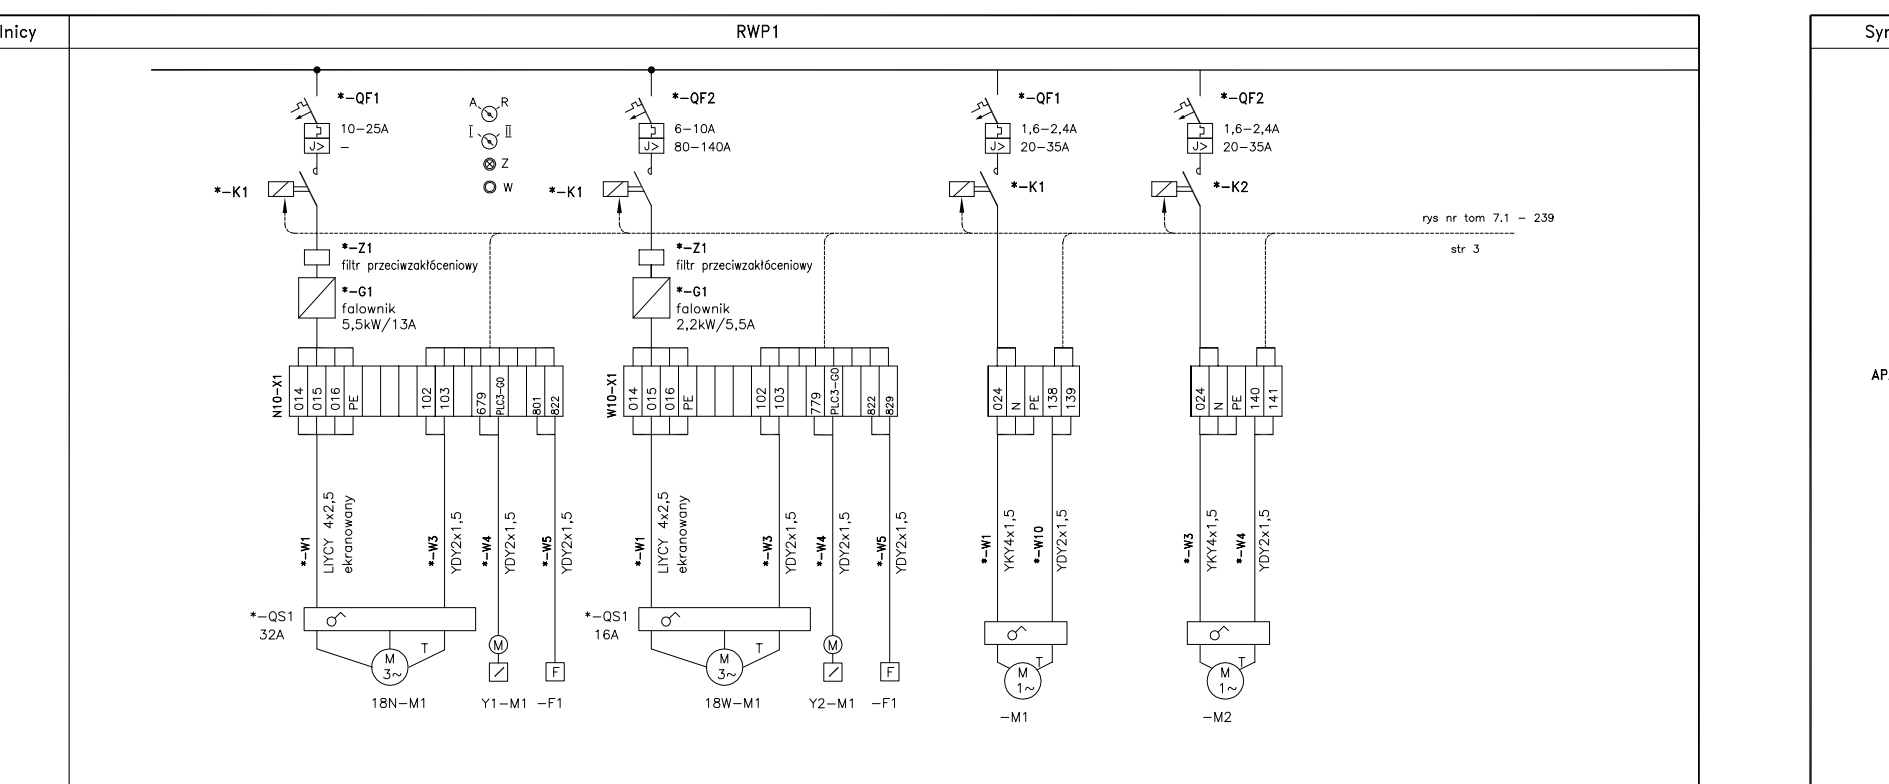 lnicy
RWP1
Syr
*-QF1
10-25A
J>
-
A
R
I
II
Z
W
*-QF2
6-10A
J>
80-140A
*-QF1
1,6-2,4A
J>
20-35A
*-QF2
1,6-2,4A
J>
20-35A
*-K1
*-K1
*-K1
*-K2
rys nr tom 7.1 - 239
str 3
*-Z1
filtr przeciwzakłóceniowy
*-G1
falownik
5,5kW/13A
*-Z1
filtr przeciwzakłóceniowy
*-G1
falownik
2,2kW/5,5A
N10-X1
014
015
016
PE
102
103
679
PLC3-G0
801
822
W10-X1
014
015
016
PE
102
103
779
PLC3-G0
822
829
024
N
PE
138
139
024
N
PE
140
141
AP
*-W1
LIYCY 4x2,5
ekranowany
*-W3
YDY2x1,5
*-W4
YDY2x1,5
*-W5
YDY2x1,5
*-W1
LIYCY 4x2,5
ekranowany
*-W3
YDY2x1,5
*-W4
YDY2x1,5
*-W5
YDY2x1,5
*-W1
YKY4x1,5
*-W10
YDY2x1,5
*-W3
YKY4x1,5
*-W4
YDY2x1,5
*-QS1
32A
T
M
3~
M
F
*-QS1
16A
T
M
3~
M
F
T
M
1~
T
M
1~
18N-M1
Y1-M1
-F1
18W-M1
Y2-M1
-F1
-M1
-M2